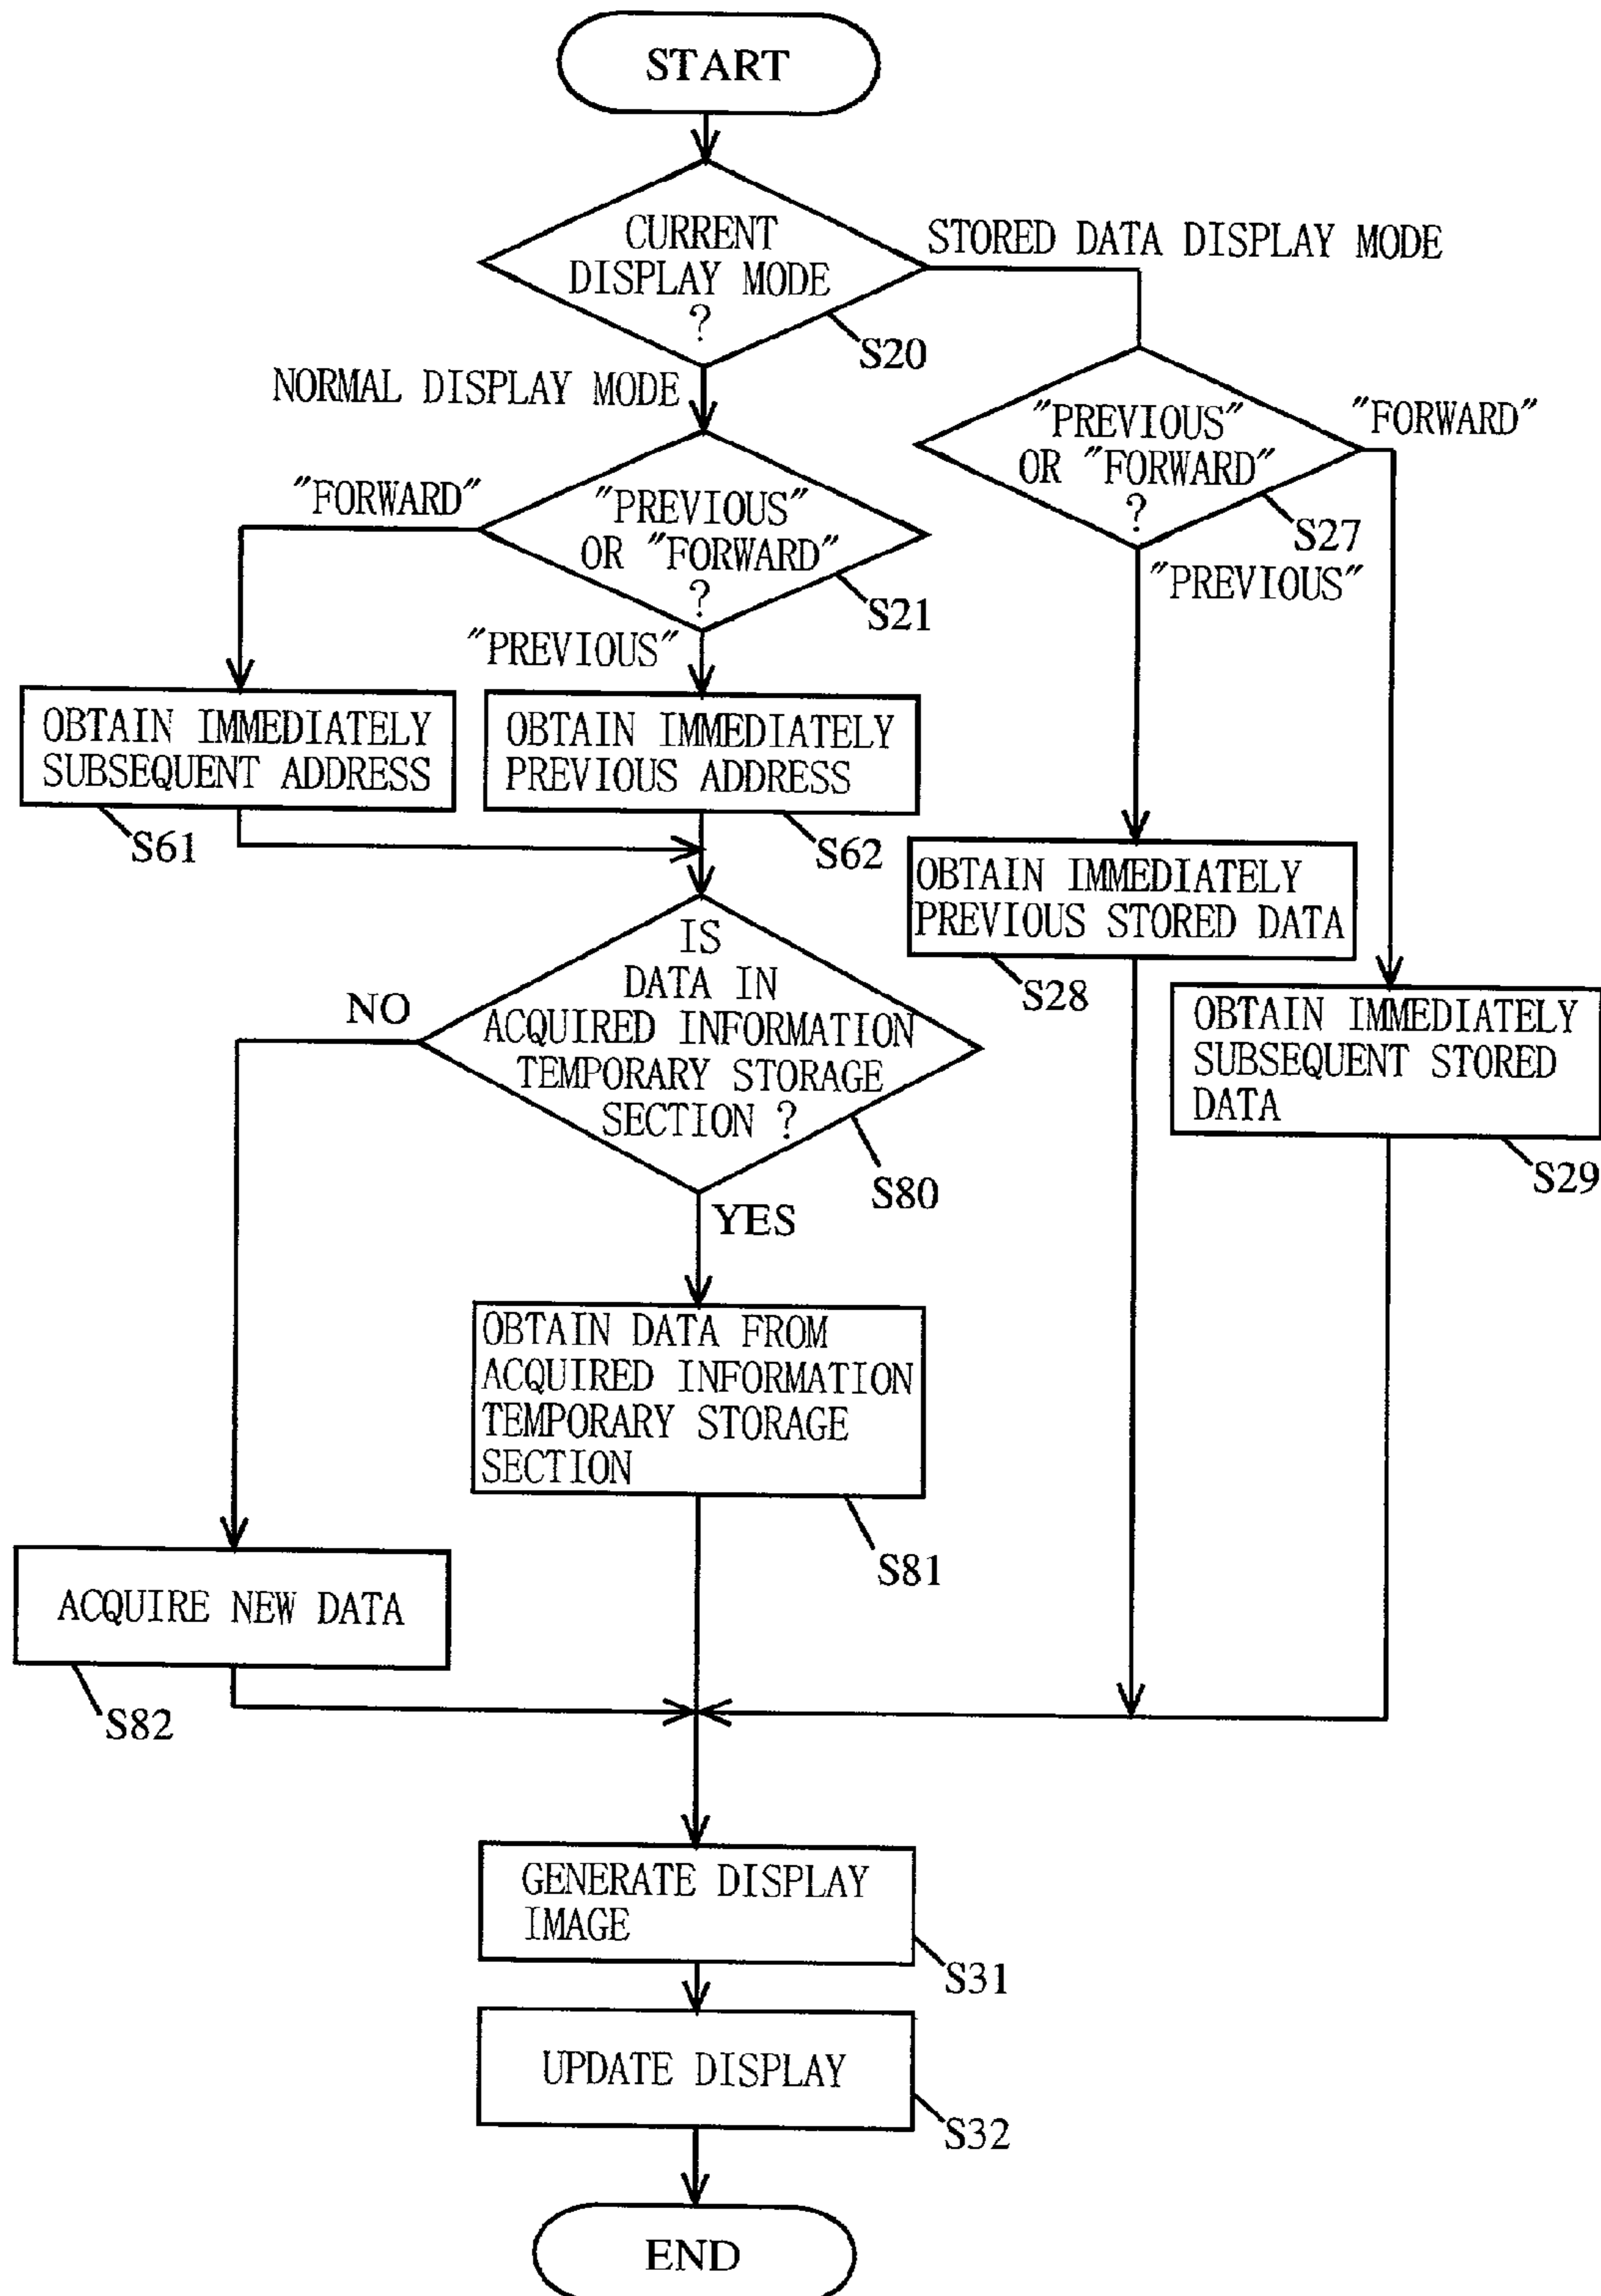 START
CURRENT
DISPLAY MODE
?
STORED DATA DISPLAY MODE
S20
NORMAL DISPLAY MODE
"PREVIOUS"
OR "FORWARD"
?
"FORWARD"
S27
"PREVIOUS"
"FORWARD"
"PREVIOUS"
OR "FORWARD"
?
S21
"PREVIOUS"
OBTAIN IMMEDIATELY
SUBSEQUENT ADDRESS
S61
OBTAIN IMMEDIATELY
PREVIOUS ADDRESS
S62
OBTAIN IMMEDIATELY
PREVIOUS STORED DATA
S28
OBTAIN IMMEDIATELY
SUBSEQUENT STORED
DATA
S29
IS
DATA IN
ACQUIRED INFORMATION
TEMPORARY STORAGE
SECTION ?
NO
S80
YES
OBTAIN DATA FROM
ACQUIRED INFORMATION
TEMPORARY STORAGE
SECTION
S81
ACQUIRE NEW DATA
S82
GENERATE DISPLAY
IMAGE
S31
UPDATE DISPLAY
S32
END